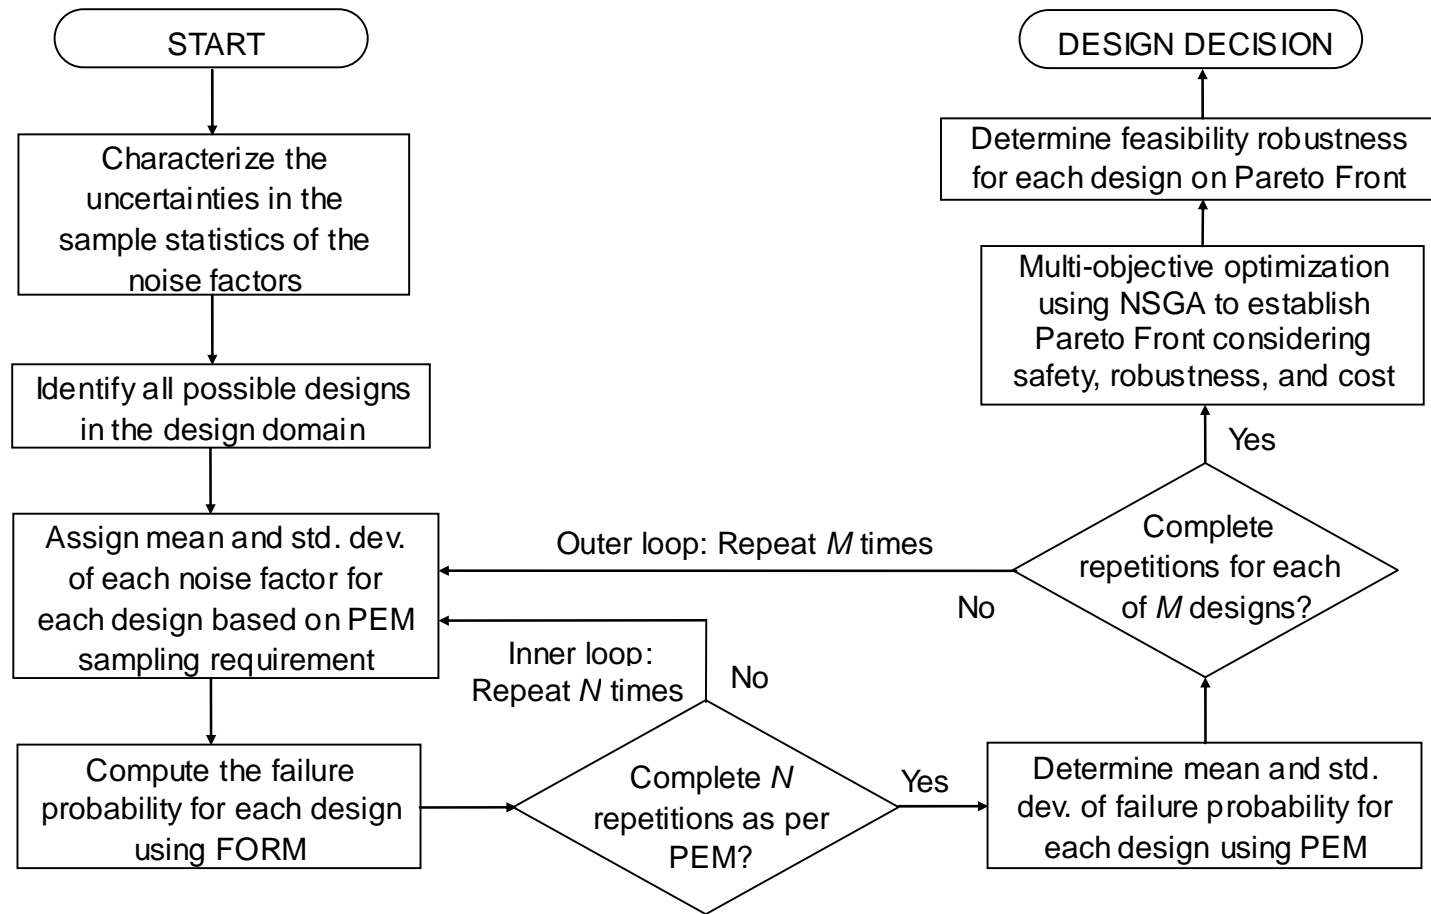 START
Characterize the
uncertainties in the
sample statistics of the
noise factors
Identify all possible designs
in the design domain
Assign mean and std. dev.
of each noise factor for
each design based on PEM
sampling requirement
Compute the failure
probability for each design
using FORM
Inner loop:
Repeat N times
No
Complete N
repetitions as per
PEM?
Yes
Determine mean and std.
dev. of failure probability for
each design using PEM
Outer loop: Repeat M times
No
Complete
repetitions for each
of M designs?
Yes
Multi-objective optimization
using NSGA to establish
Pareto Front considering
safety, robustness, and cost
Determine feasibility robustness
for each design on Pareto Front
DESIGN DECISION